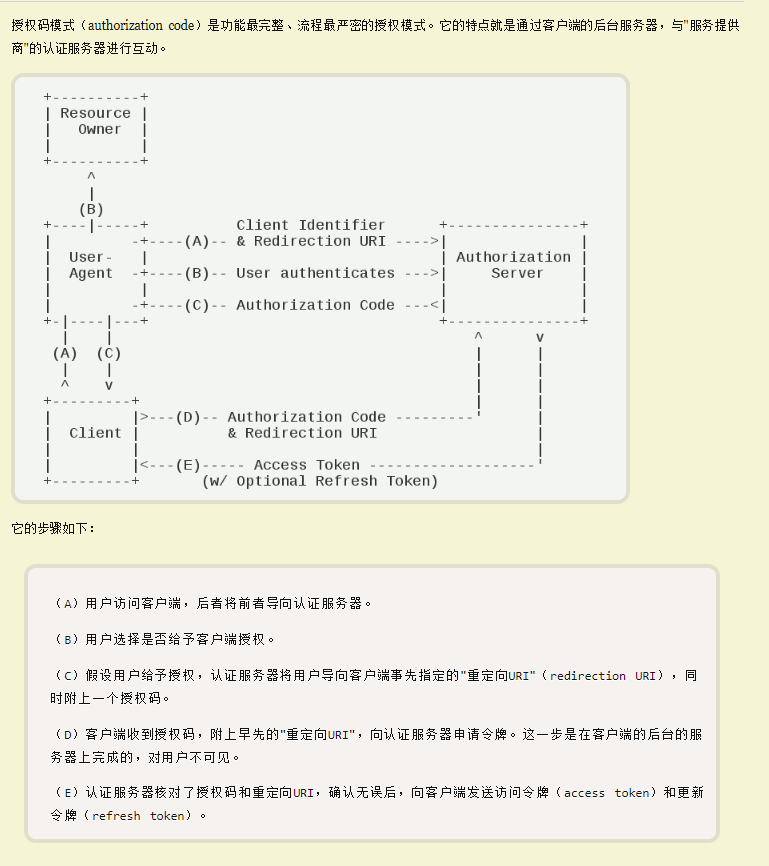 授权码模式（authorization code）是功能最完整、流程最严密的授权模式。它的特点就是通过客户端的后台服务器，与"服务提供
商"的认证服务器进行互动。
+----------+
| Resource |
|   Owner  |
|          |
+----------+
     ^
     |
    (B)
+----|-----+          Client Identifier      +---------------+
|         -+----(A)-- & Redirection URI ---->|               |
|  User-   |                                 | Authorization |
|  Agent  -+----(B)-- User authenticates --->|     Server    |
|          |                                 |               |
|         -+----(C)-- Authorization Code ---<|               |
+-|----|---+                                 +---------------+
  |    |                                         ^      v
 (A)  (C)                                        |      |
  |    |                                         |      |
  ^    v                                         |      |
+---------+                                      |      |
|         |>---(D)-- Authorization Code ---------'      |
|  Client |          & Redirection URI                  |
|         |                                             |
|         |<---(E)----- Access Token -------------------'
+---------+       (w/ Optional Refresh Token)
它的步骤如下：
（A）用户访问客户端，后者将前者导向认证服务器。
（B）用户选择是否给予客户端授权。
（C）假设用户给予授权，认证服务器将用户导向客户端事先指定的"重定向URI"（redirection URI），同
时附上一个授权码。
（D）客户端收到授权码，附上早先的"重定向URI"，向认证服务器申请令牌。这一步是在客户端的后台的服
务器上完成的，对用户不可见。
（E）认证服务器核对了授权码和重定向URI，确认无误后，向客户端发送访问令牌（access token）和更新
令牌（refresh token）。